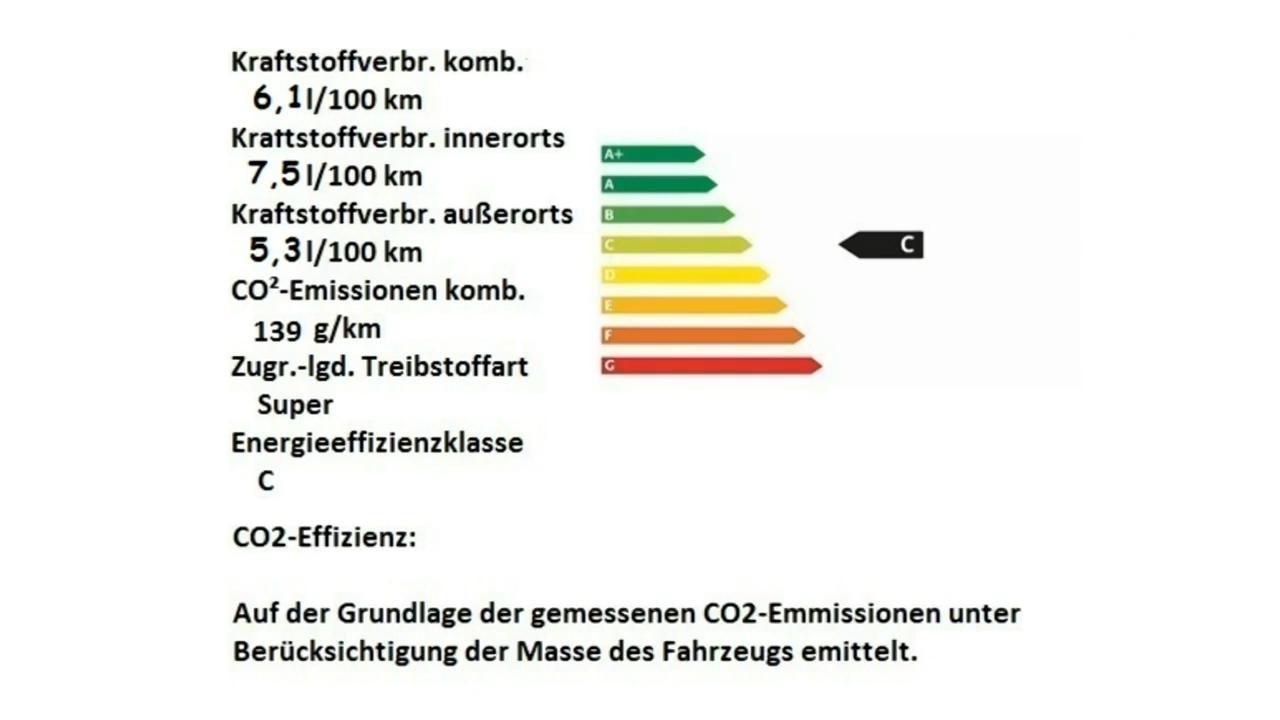 Kraftstoffverbr. komb.
6,1 l/100 km
Krattstoffverbr. innerorts
7,5 l/100 km
Kraftstoffverbr. außerorts
5,3 l/100 km
CO²-Emissionen komb.
139 g/km
Zugr.-lgd. Treibstoffart
Super
Energieeffizienzklasse
C
A+
A
B
C
C
D
E
F
G
CO2-Effizienz:
Auf der Grundlage der gemessenen CO2-Emmissionen unter
Berücksichtigung der Masse des Fahrzeugs emittelt.